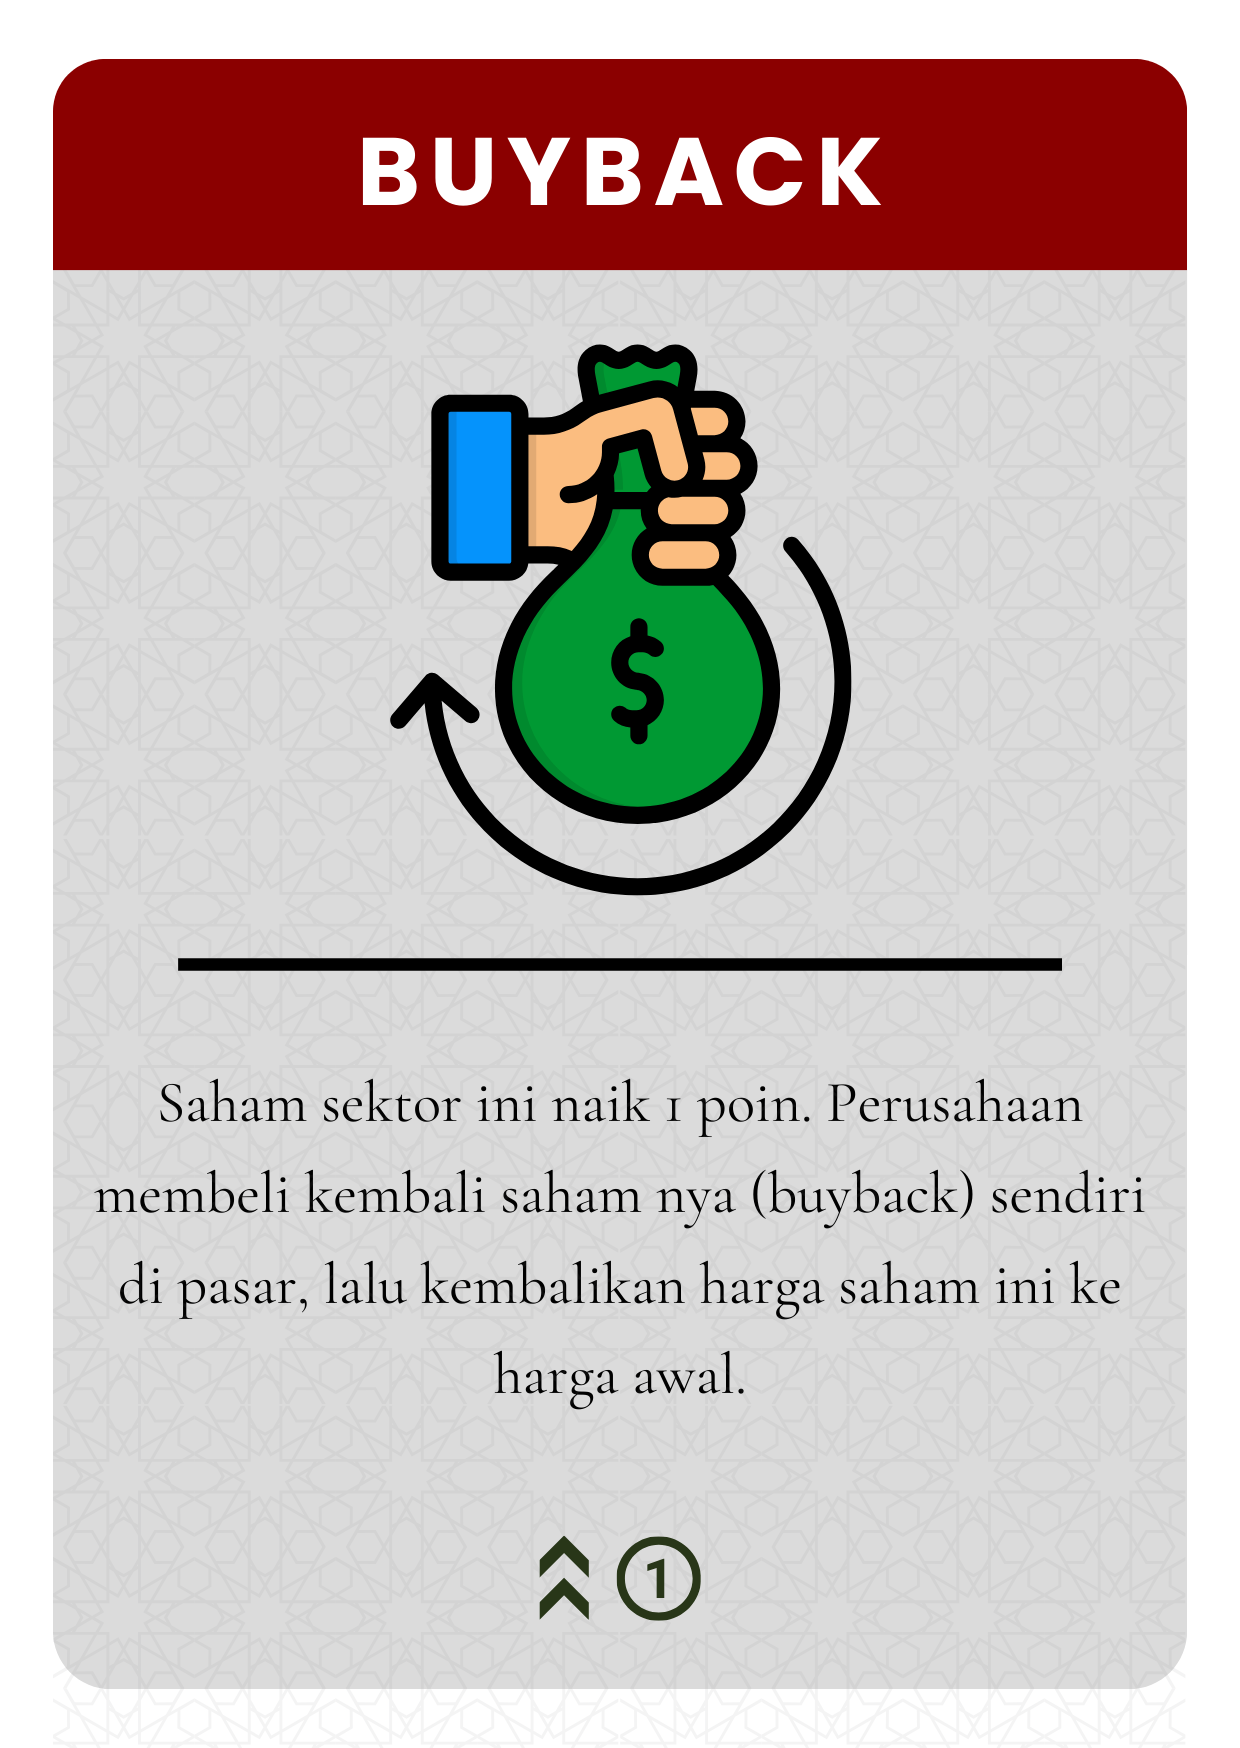 BUYBACK
$
Saham sektor ini naik 1 poin. Perusahaan
membeli kembali saham nya (buyback) sendiri
di pasar, lalu kembalikan harga saham ini ke
harga awal.
1